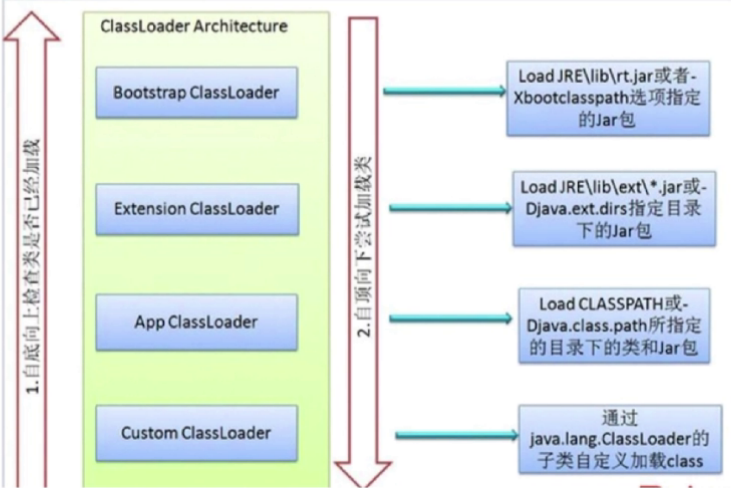 ClassLoader Architecture
1.自底向上检查类是否已经加载
2.自顶向下尝试加载类
Bootstrap ClassLoader
Load JRE\lib\rt.jar或者-
Xbootclasspath选项指定
的Jar包
Extension ClassLoader
Load JRE\lib\ext\*.jar或-
Djava.ext.dirs指定目录
下的Jar包
App ClassLoader
Load CLASSPATH或-
Djava.class.path所指定
的目录下的类和Jar包
Custom ClassLoader
通过
java.lang.ClassLoader的
子类自定义加载class